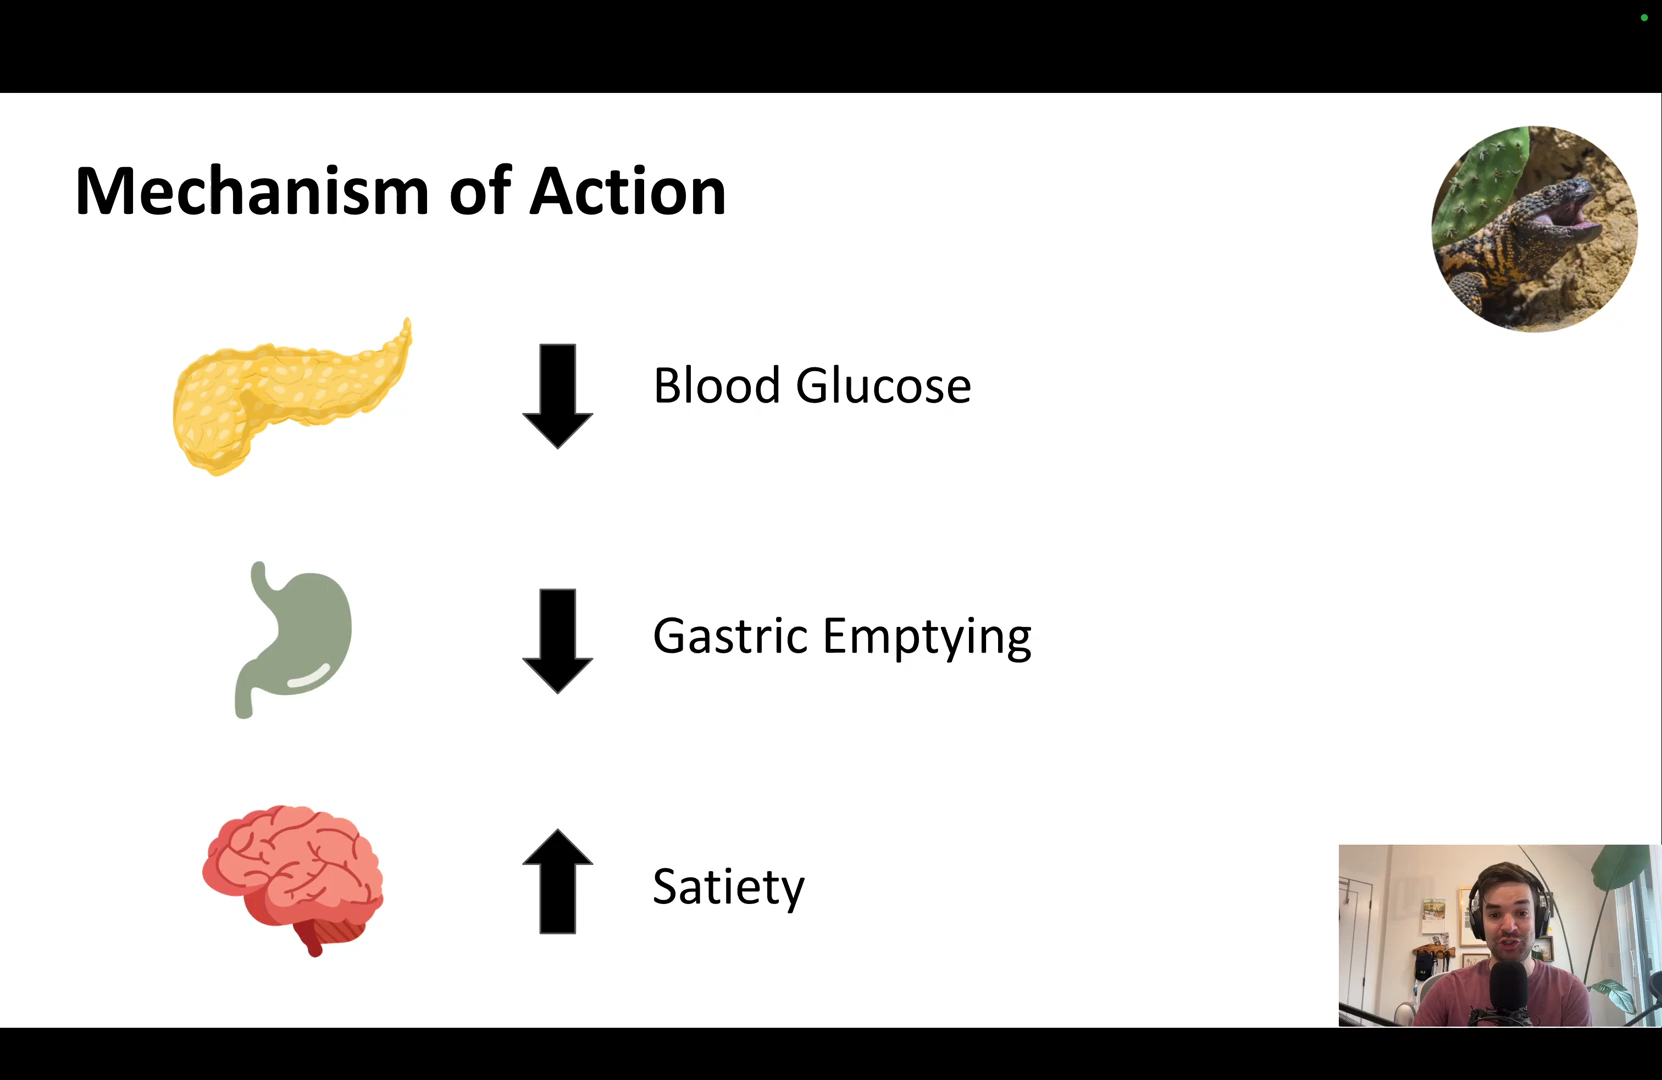 Mechanism of Action
Blood Glucose
Gastric Emptying
Satiety